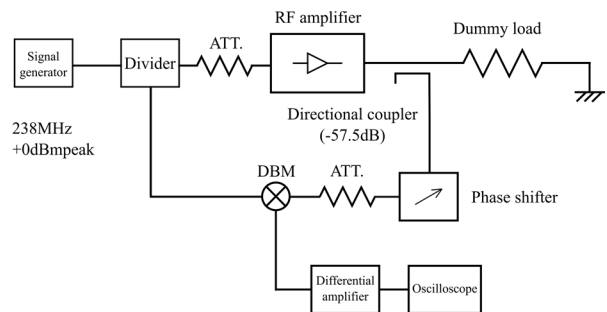 RF amplifier
Dummy load
ATT.
Signal
generator
Divider
Directional coupler
(-57.5dB)
238MHz
+0dBmpeak
DBM
ATT.
Phase shifter
Differential
amplifier
Oscilloscope